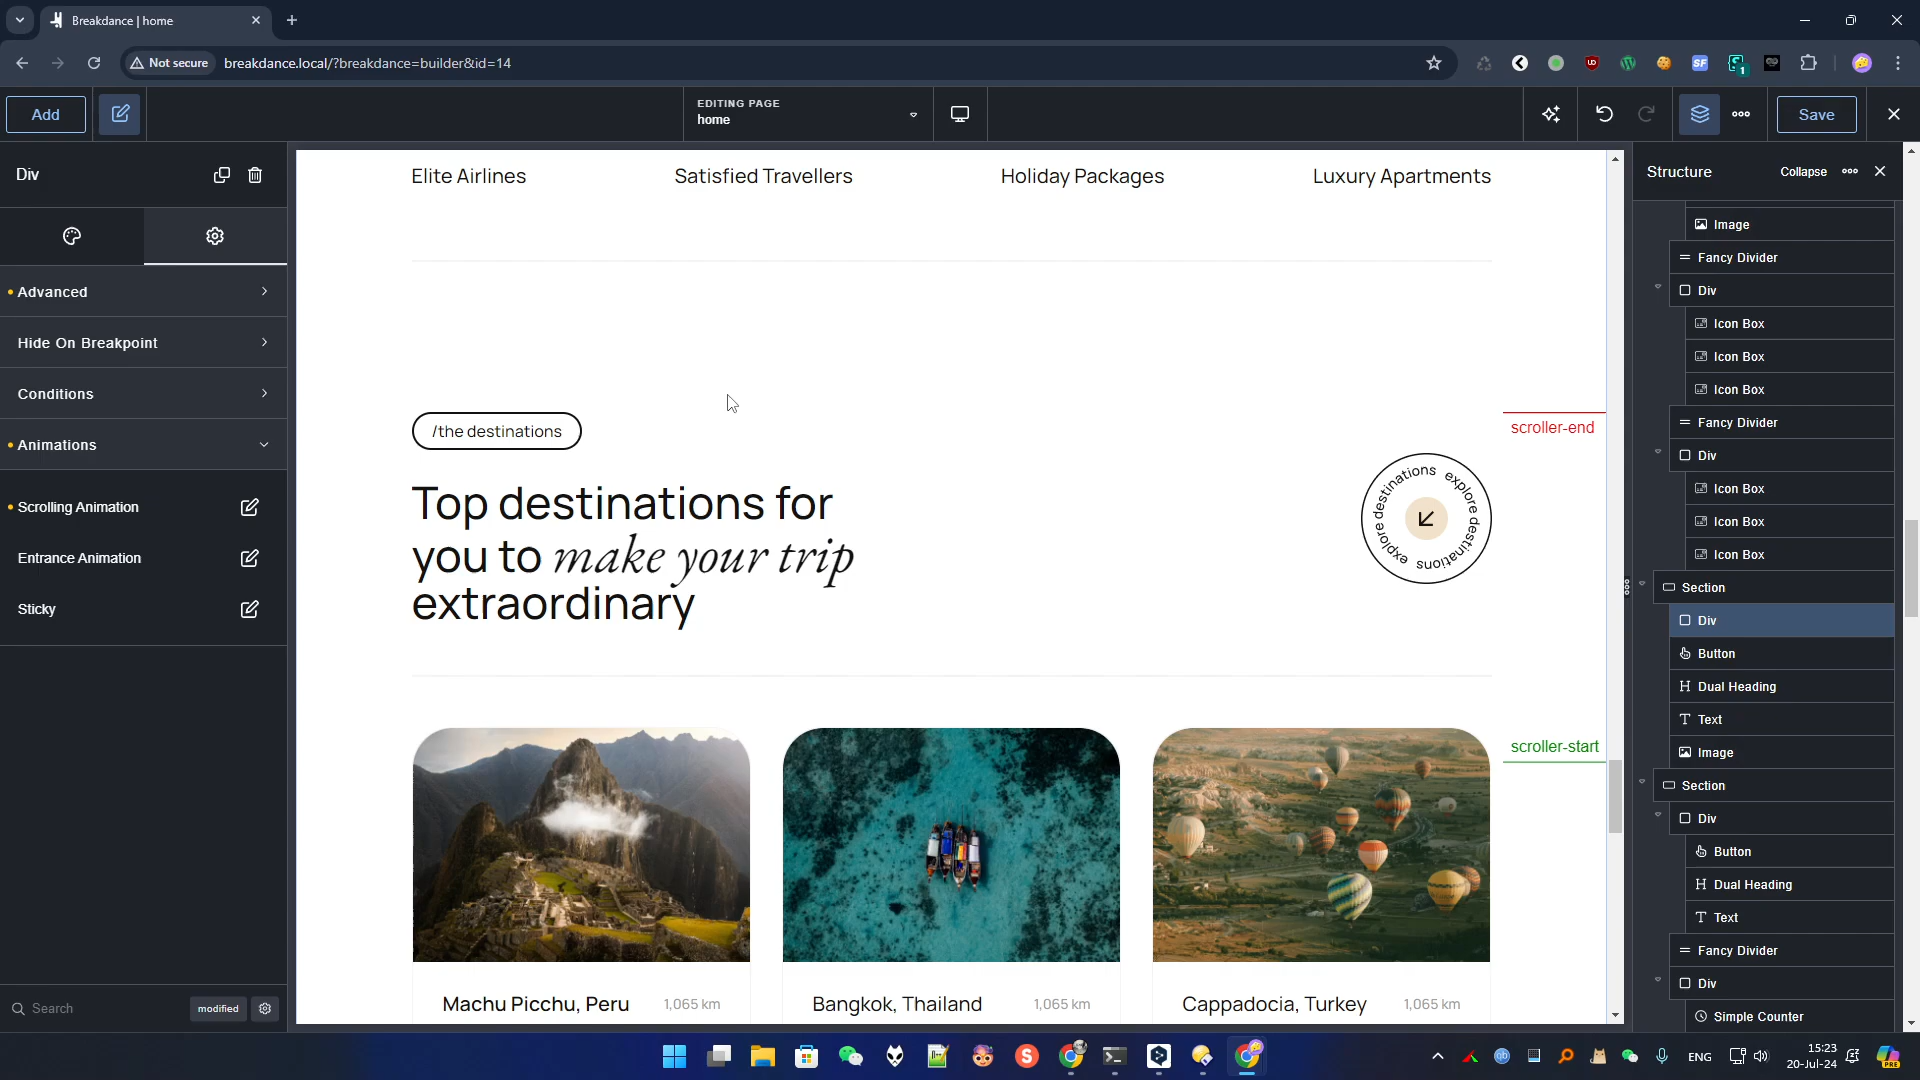 Breakdance | home
Not secure
breakdance.local/?breakdance=builder&id=14
Add
EDITING PAGE
home
Save
Div
Advanced
Hide On Breakpoint
Conditions
Animations
Scrolling Animation
Entrance Animation
Sticky
Search
modified
Elite Airlines
Satisfied Travellers
Holiday Packages
Luxury Apartments
/the destinations
Top destinations for
you to make your trip
extraordinary
explore destinations explore destinations
scroller-end
scroller-start
Machu Picchu, Peru
1,065 km
Bangkok, Thailand
1,065 km
Cappadocia, Turkey
1,065 km
Structure
Collapse
Image
Fancy Divider
Div
Icon Box
Icon Box
Icon Box
Fancy Divider
Div
Icon Box
Icon Box
Icon Box
Section
Div
Button
Dual Heading
Text
Image
Section
Div
Button
Dual Heading
Text
Fancy Divider
Div
Simple Counter
ENG
15:23
20-Jul-24